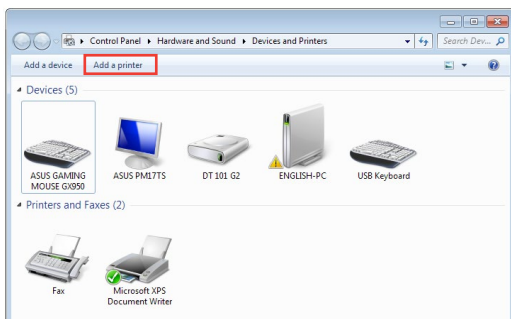 Control Panel ▸ Hardware and Sound ▸ Devices and Printers
Search Dev...
Add a device
Add a printer
Devices (5)
ASUS GAMING
MOUSE GX950
ASUS PM17TS
DT 101 G2
ENGLISH-PC
USB Keyboard
Printers and Faxes (2)
Fax
Microsoft XPS
Document Writer